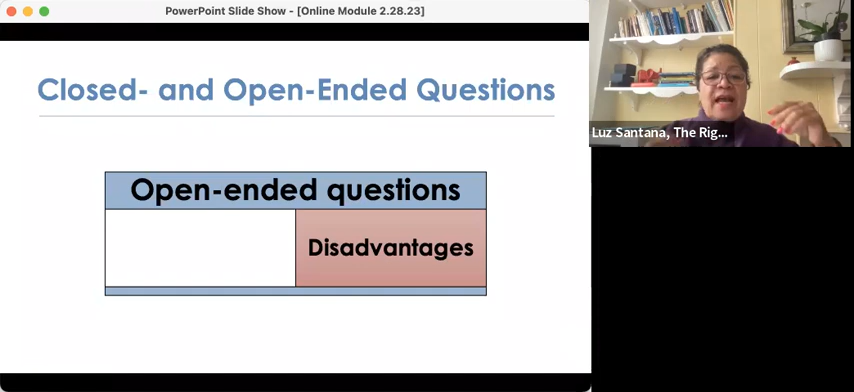 PowerPoint Slide Show - [Online Module 2.28.23]
Closed- and Open-Ended Questions
Open-ended questions
Disadvantages
Luz Santana, The Rig...